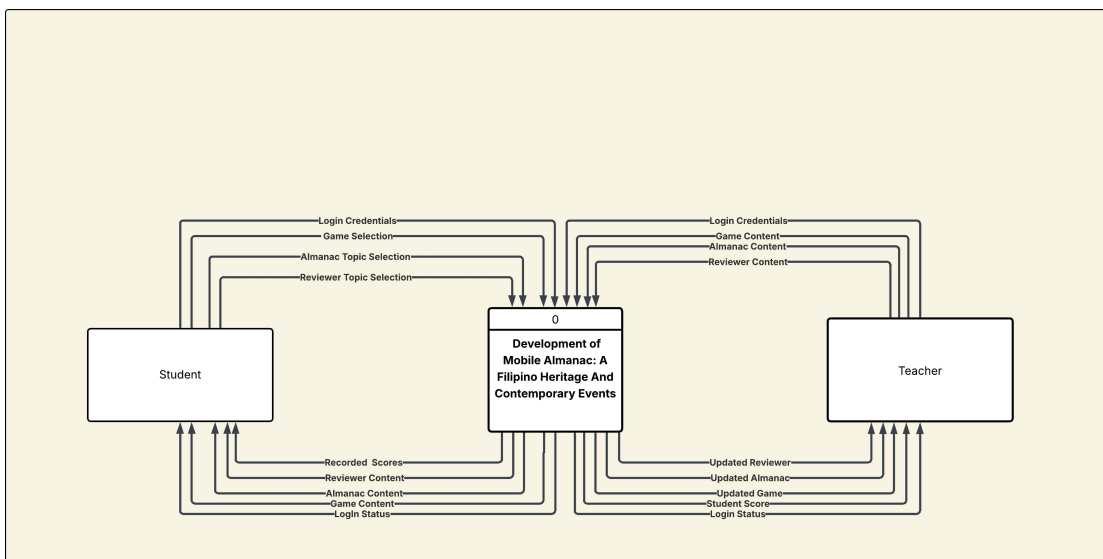 Login Credentials
Game Selection
Almanac Topic Selection
Reviewer Topic Selection
Login Credentials
Game Content
Almanac Content
Reviewer Content
0
Development of
Mobile Almanac: A
Filipino Heritage And
Contemporary Events
Student
Teacher
Recorded Scores
Reviewer Content
Almanac Content
Game Content
LogIn Status
Updated Reviewer
Updated Almanac
Updated Game
Student Score
Login Status